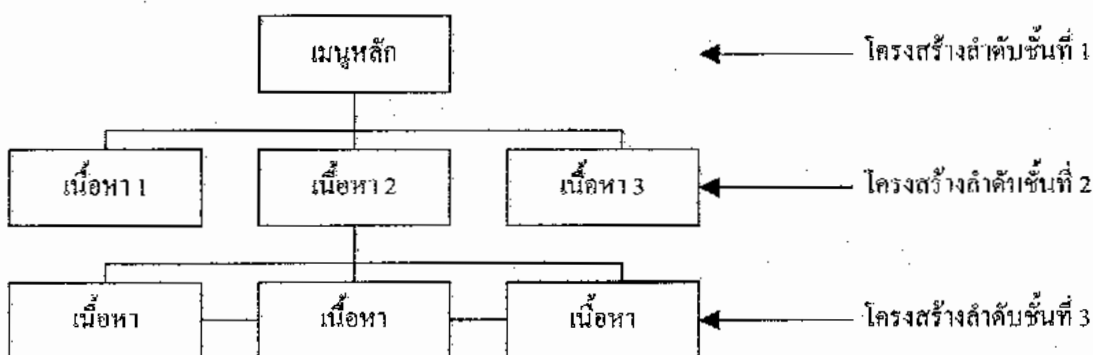 เมนูหลัก
โครงสร้างลำดับชั้นที่ 1
เนื้อหา 1
เนื้อหา 2
เนื้อหา 3
โครงสร้างลำดับชั้นที่ 2
เนื้อหา
เนื้อหา
เนื้อหา
โครงสร้างลำดับชั้นที่ 3